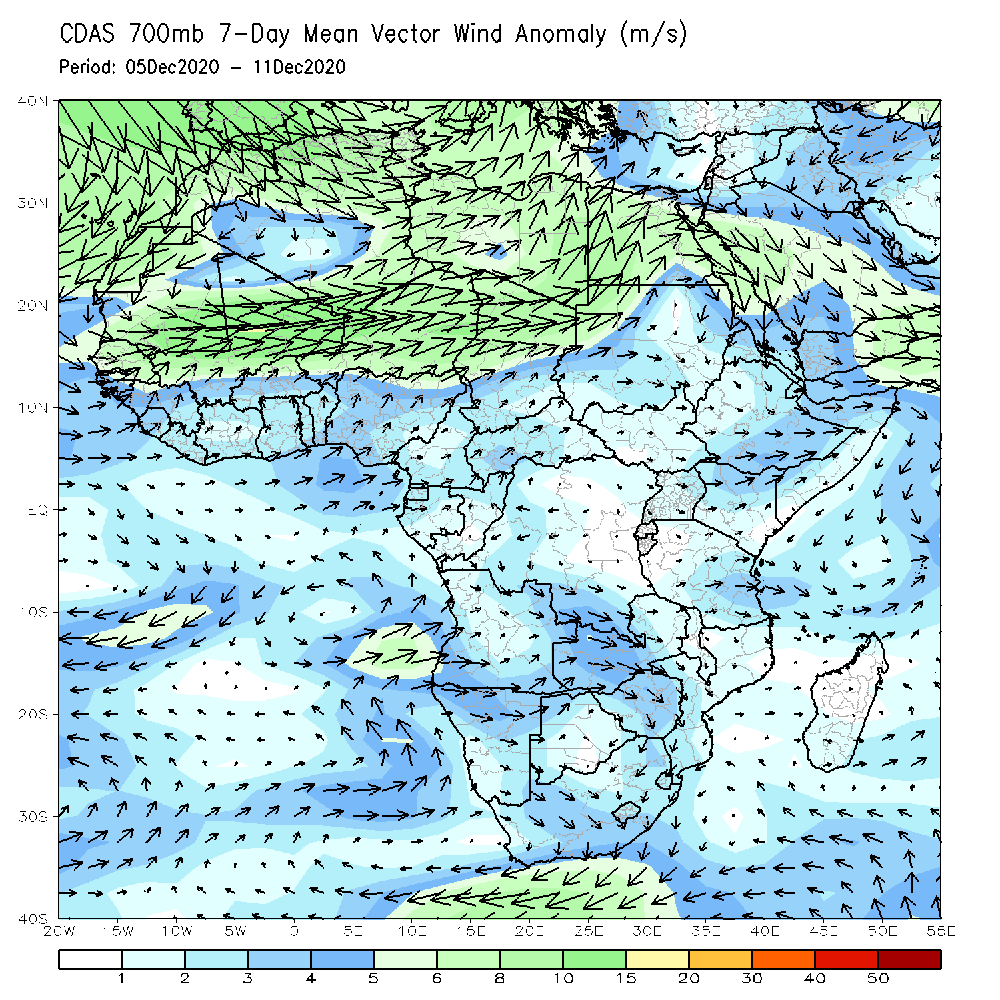 CDAS 700mb 7-Day Mean Vector Wind Anomaly (m/s)
Period: 05Dec2020 - 11Dec2020
40N
30N
20N
10N
EQ
10S
20S
30S
40S
20W 15W 10W 5W 0 5E 10E 15E 20E 25E 30E 35E 40E 45E 50E 55E
1 2 3 4 5 6 8 10 15 20 30 40 50